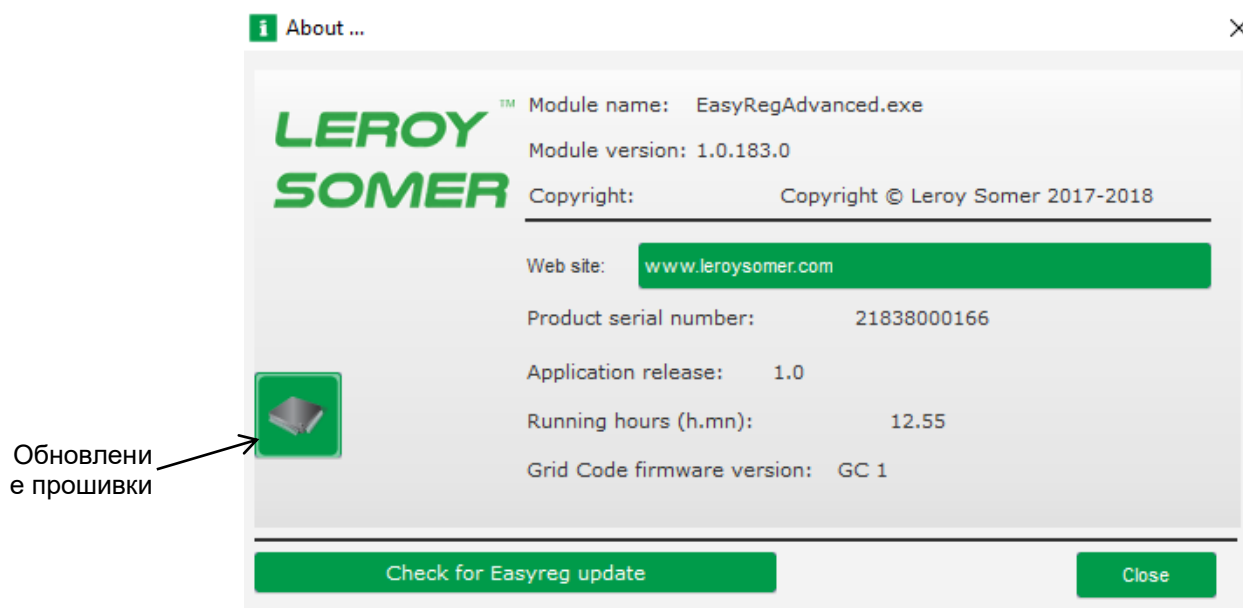 About ...
LEROY™
SOMER
Module name: EasyRegAdvanced.exe
Module version: 1.0.183.0
Copyright: Copyright © Leroy Somer 2017-2018
Web site: www.leroysomer.com
Product serial number: 21838000166
Application release: 1.0
Running hours (h.mn): 12.55
Grid Code firmware version: GC 1
Обновлени
е прошивки
Check for Easyreg update
Close